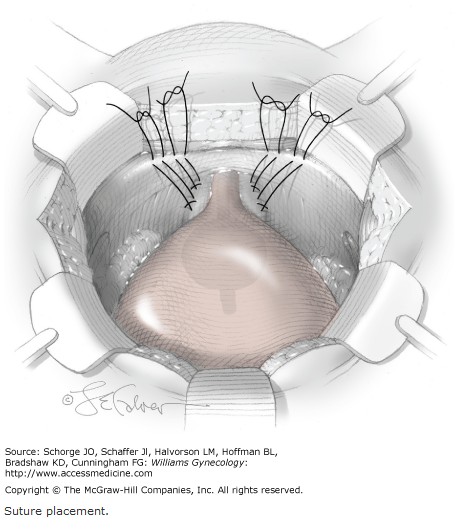 ©
Source: Schorge JO, Schaffer JI, Halvorson LM, Hoffman BL,
Bradshaw KD, Cunningham FG: Williams Gynecology:
http://www.accessmedicine.com
Copyright © The McGraw-Hill Companies, Inc. All rights reserved.
Suture placement.